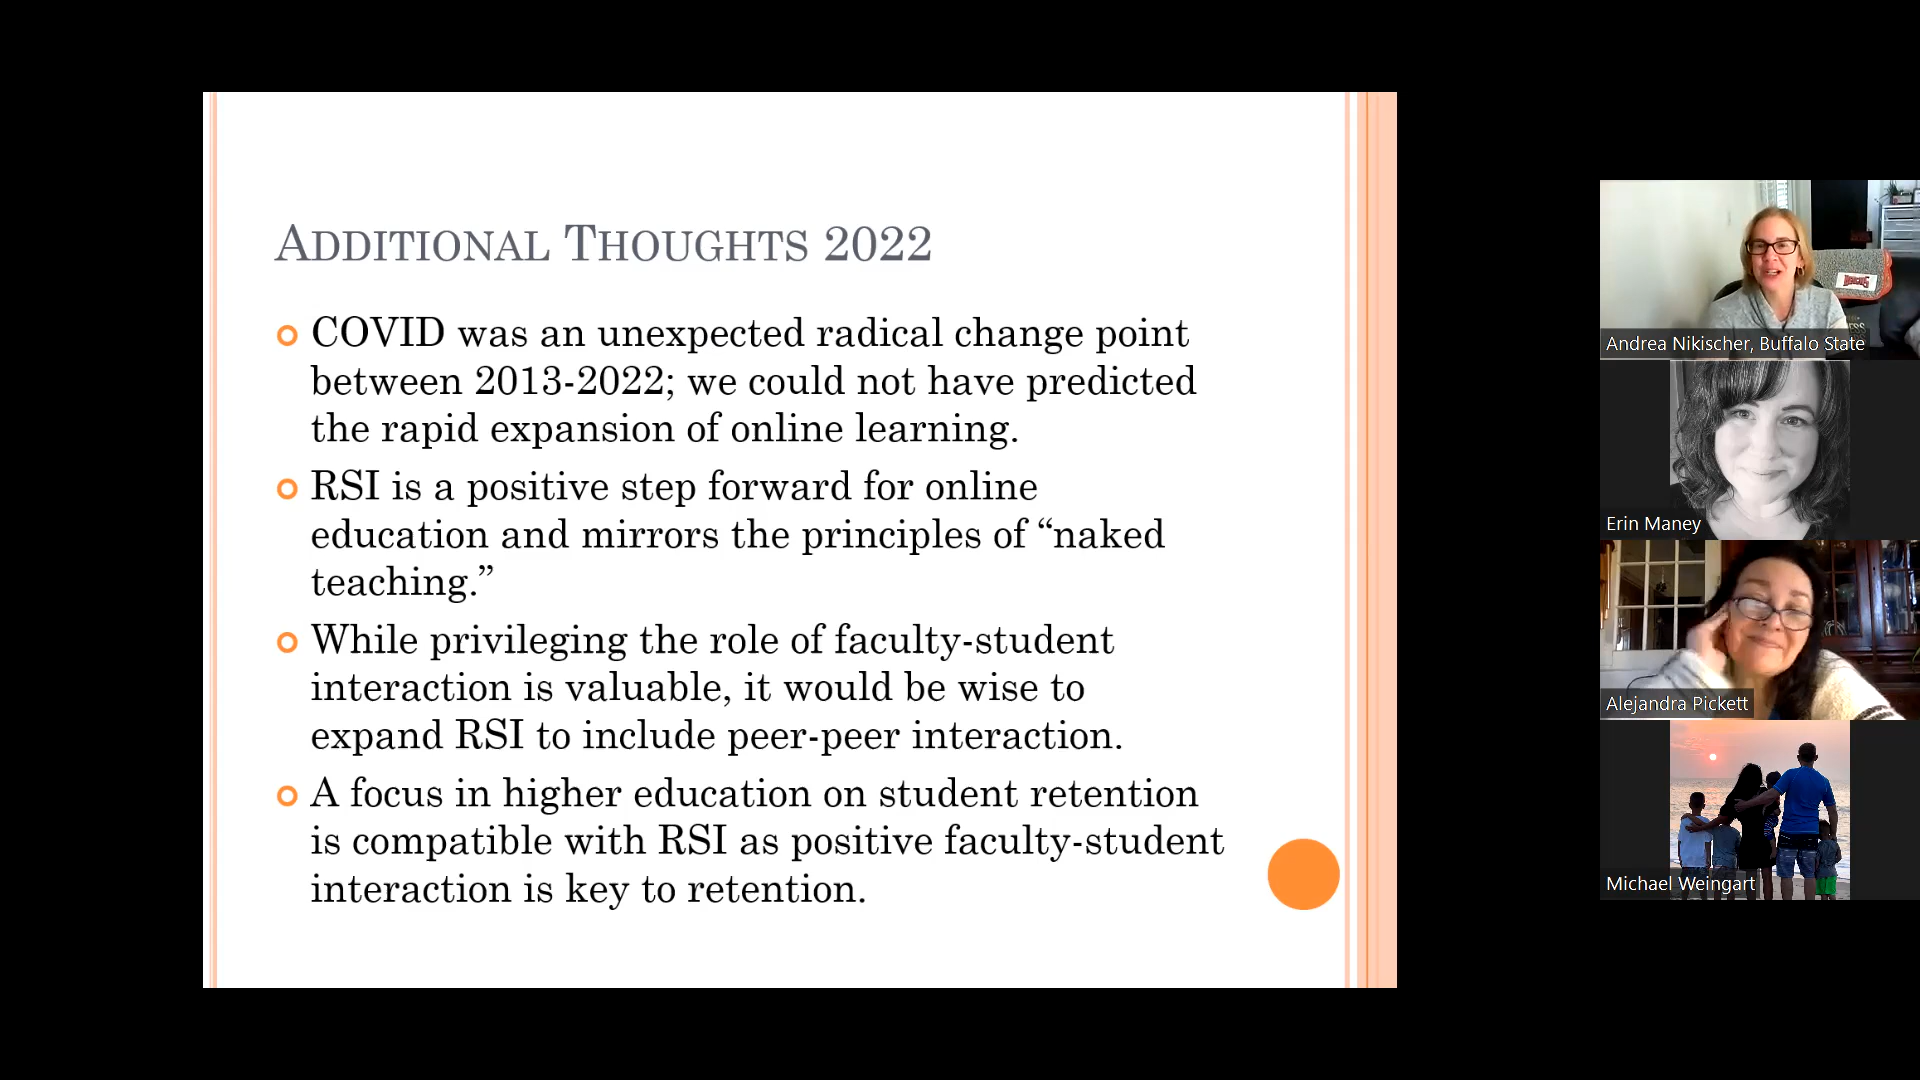 ADDITIONAL THOUGHTS 2022
COVID was an unexpected radical change point
between 2013-2022; we could not have predicted
the rapid expansion of online learning.
RSI is a positive step forward for online
education and mirrors the principles of “naked
teaching.”
While privileging the role of faculty-student
interaction is valuable, it would be wise to
expand RSI to include peer-peer interaction.
A focus in higher education on student retention
is compatible with RSI as positive faculty-student
interaction is key to retention.
Andrea Nikischer, Buffalo State
Erin Maney
Alejandra Pickett
Michael Weingart